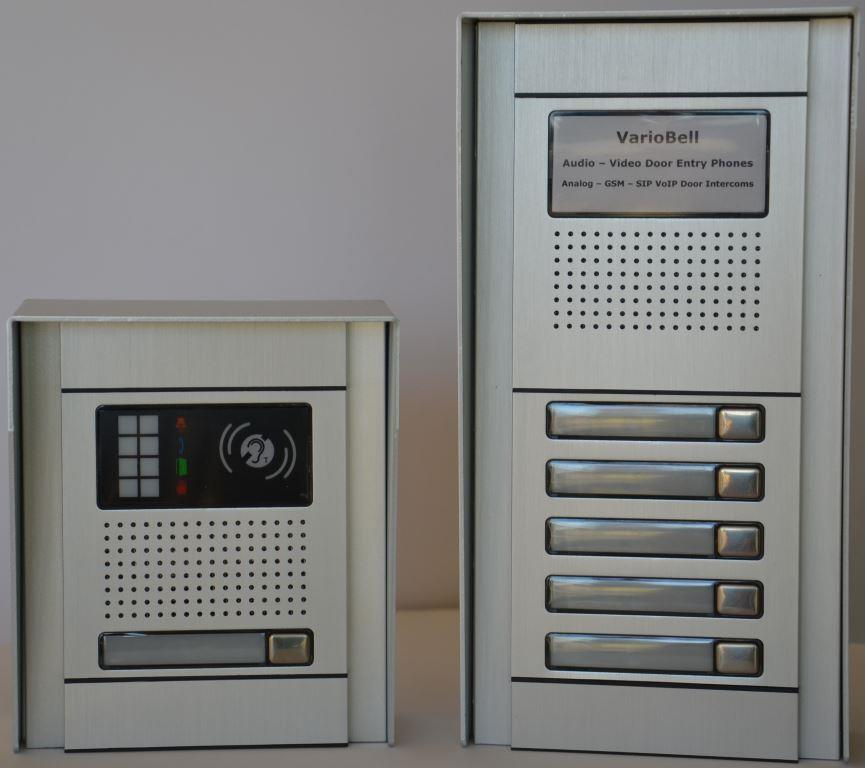 VarioBell
Audio – Video Door Entry Phones
Analog – GSM – SIP VoIP Door Intercoms
T